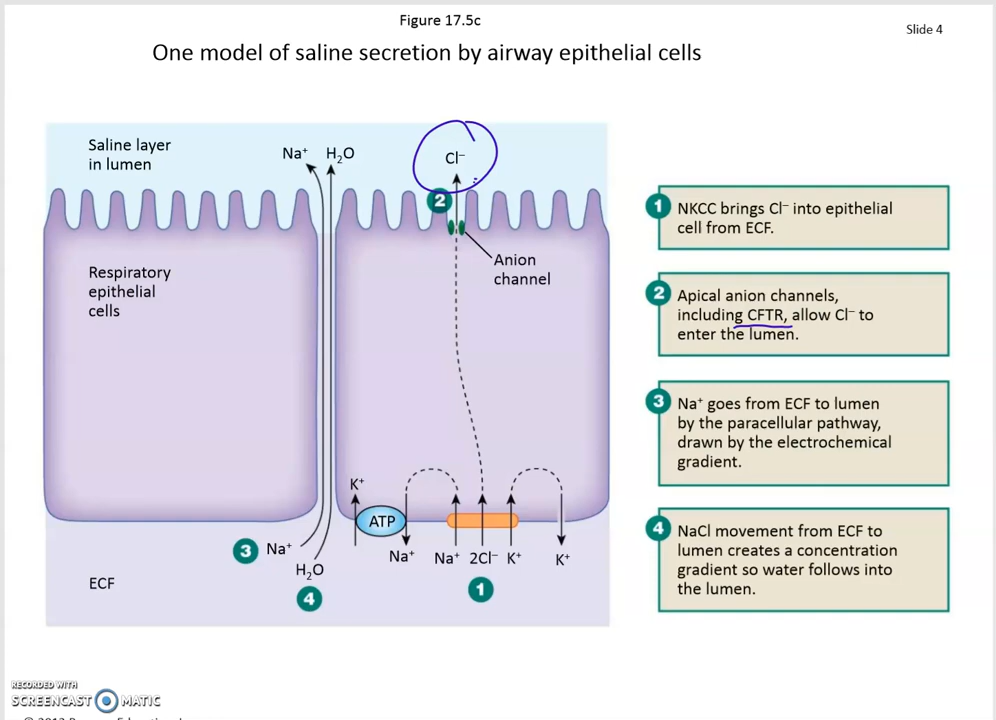 Figure 17.5c
Slide 4
One model of saline secretion by airway epithelial cells
Saline layer
in lumen
Na⁺ H₂O
Cl⁻
2
Anion
channel
Respiratory
epithelial
cells
K⁺
ATP
Na⁺
Na⁺ 2Cl⁻ K⁺
K⁺
3 Na⁺
H₂O
4
1
ECF
1 NKCC brings Cl⁻ into epithelial
cell from ECF.
2 Apical anion channels,
including CFTR, allow Cl⁻ to
enter the lumen.
3 Na⁺ goes from ECF to lumen
by the paracellular pathway,
drawn by the electrochemical
gradient.
4 NaCl movement from ECF to
lumen creates a concentration
gradient so water follows into
the lumen.
RECORDED WITH
SCREENCAST MATIC